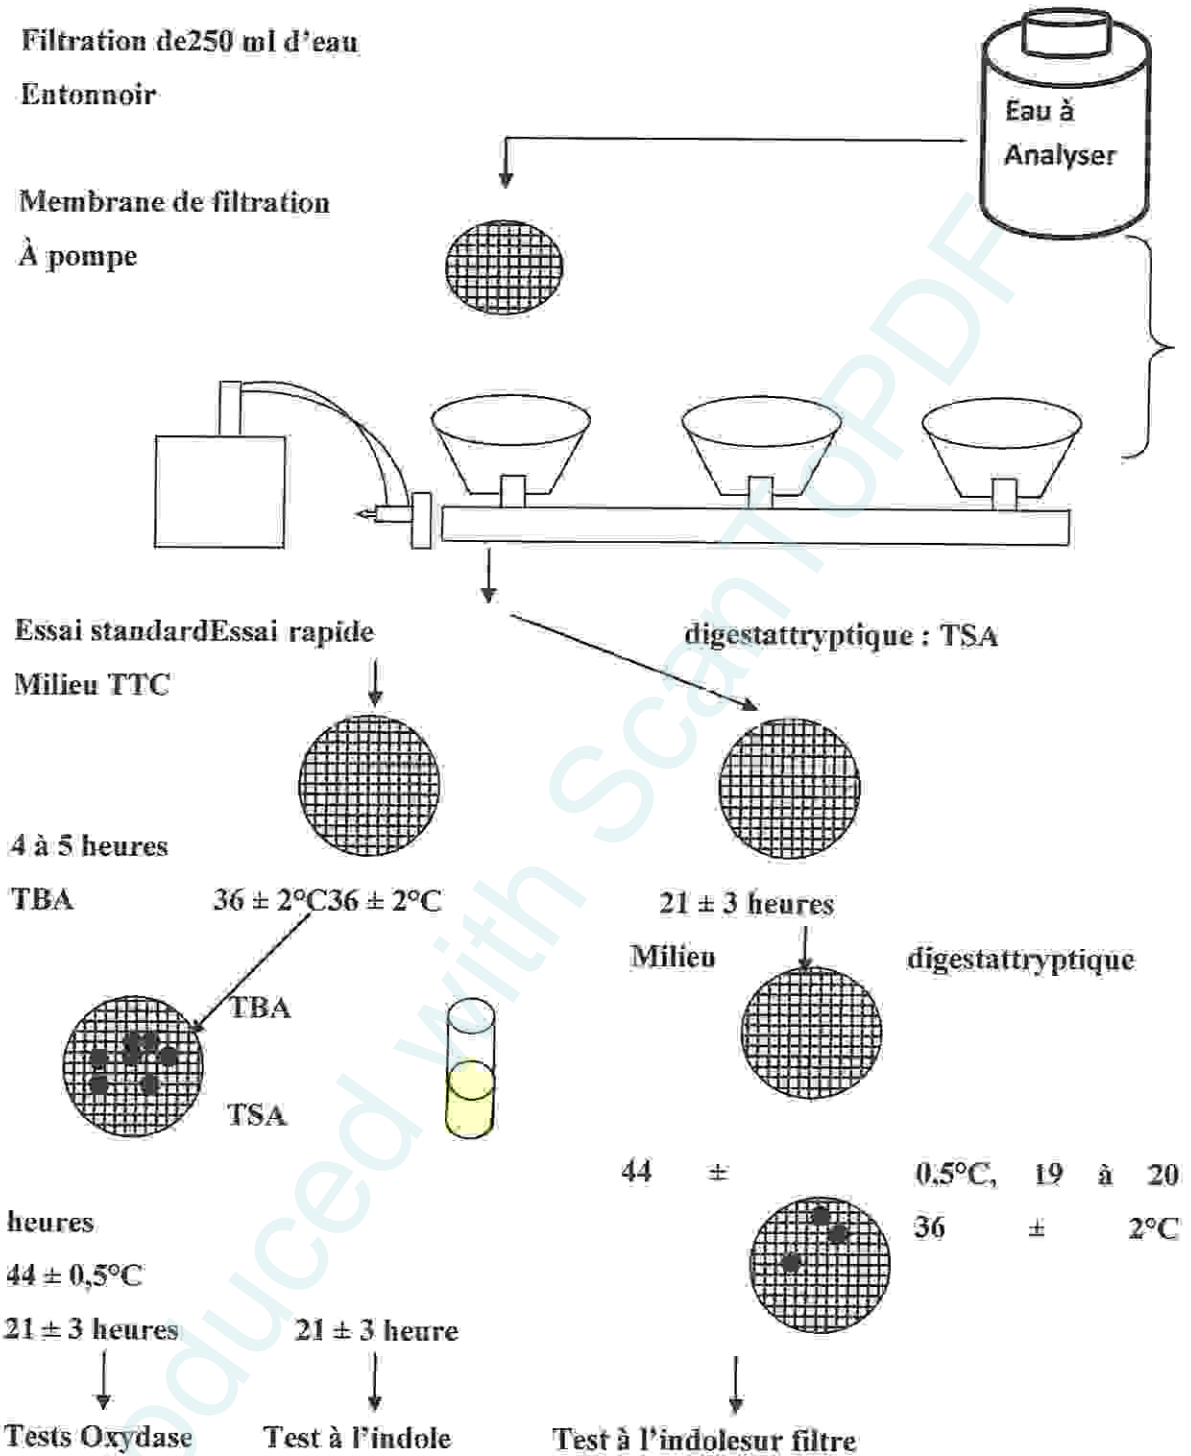 Filtration de250 ml d'eau
Entonnoir
Eau à
Analyser
Membrane de filtration
À pompe
Essai standardEssai rapide
digestattryptique : TSA
Milieu TTC
4 à 5 heures
TBA 36 ± 2°C36 ± 2°C 21 ± 3 heures
Milieu digestattryptique
TBA
TSA
44 ± 0.5°C, 19 à 20
heures 36 ± 2°C
44 ± 0,5°C
21 ± 3 heures 21 ± 3 heure
Tests Oxydase Test à l'indole Test à l'indolesur filtre
oduced with ScanToPDF